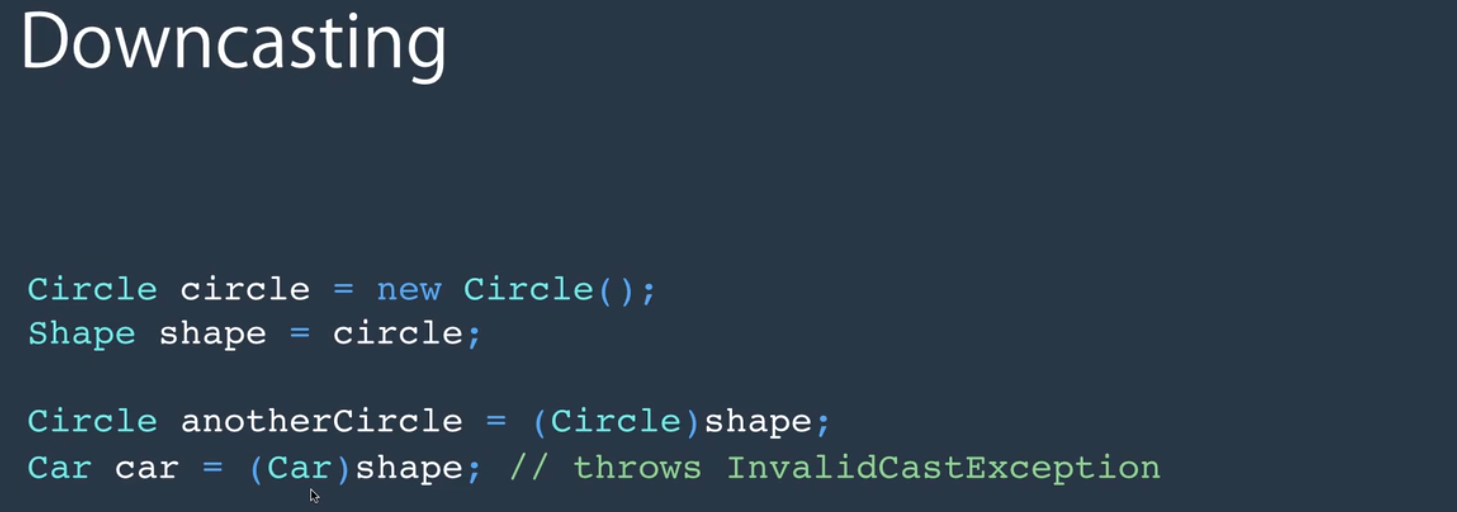 Downcasting
Circle circle = new Circle();
Shape shape = circle;
Circle anotherCircle = (Circle)shape;
Car car = (Car)shape; // throws InvalidCastException